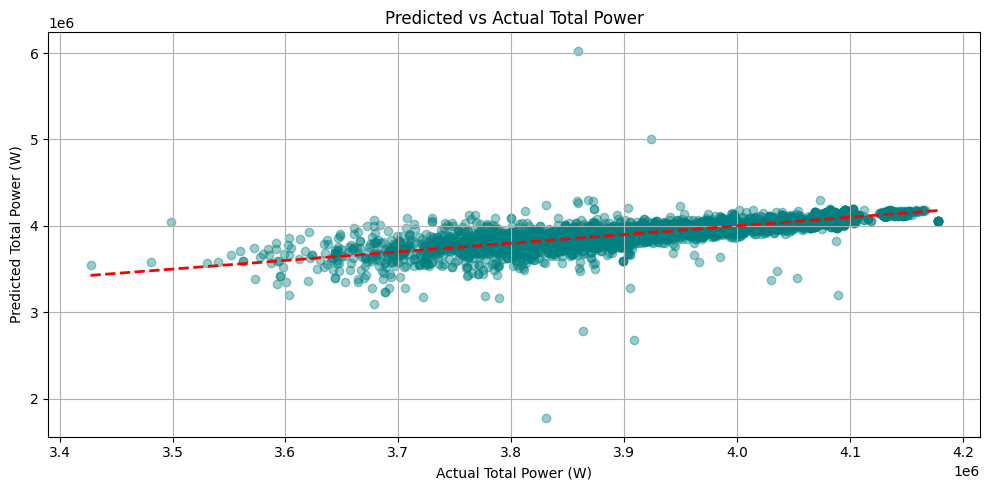 Predicted vs Actual Total Power
1e6
6
5
4
3
2
Predicted Total Power (W)
3.4 3.5 3.6 3.7 3.8 3.9 4.0 4.1 4.2
1e6
Actual Total Power (W)